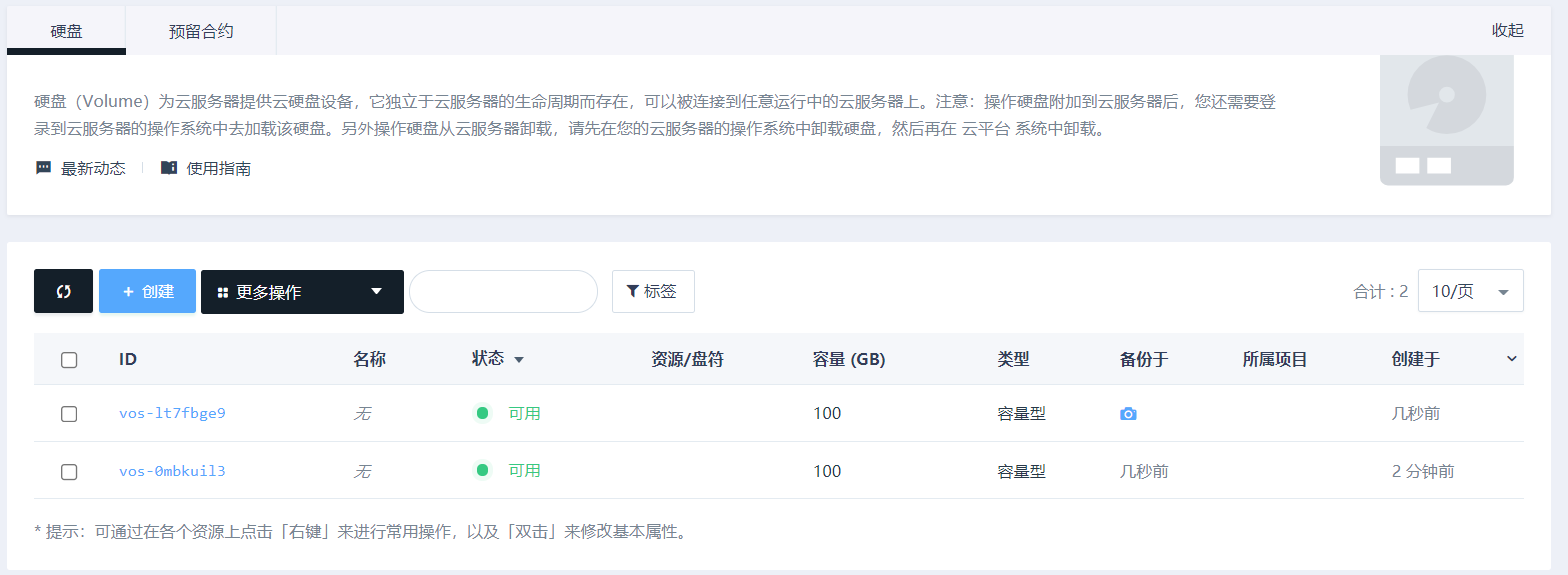 硬盘 预留合约 收起
硬盘（Volume）为云服务器提供云硬盘设备，它独立于云服务器的生命周期而存在，可以被连接到任意运行中的云服务器上。注意：操作硬盘附加到云服务器后，您还需要登
录到云服务器的操作系统中去加载该硬盘。另外操作硬盘从云服务器卸载，请先在您的云服务器的操作系统中卸载硬盘，然后再在 云平台 系统中卸载。
最新动态 使用指南
+ 创建 更多操作 标签 合计 : 2 10/页
ID 名称 状态 资源/盘符 容量 (GB) 类型 备份于 所属项目 创建于
vos-lt7fbge9 无 可用 100 容量型 几秒前
vos-0mbkuil3 无 可用 100 容量型 几秒前 2 分钟前
* 提示：可通过在各个资源上点击「右键」来进行常用操作，以及「双击」来修改基本属性。